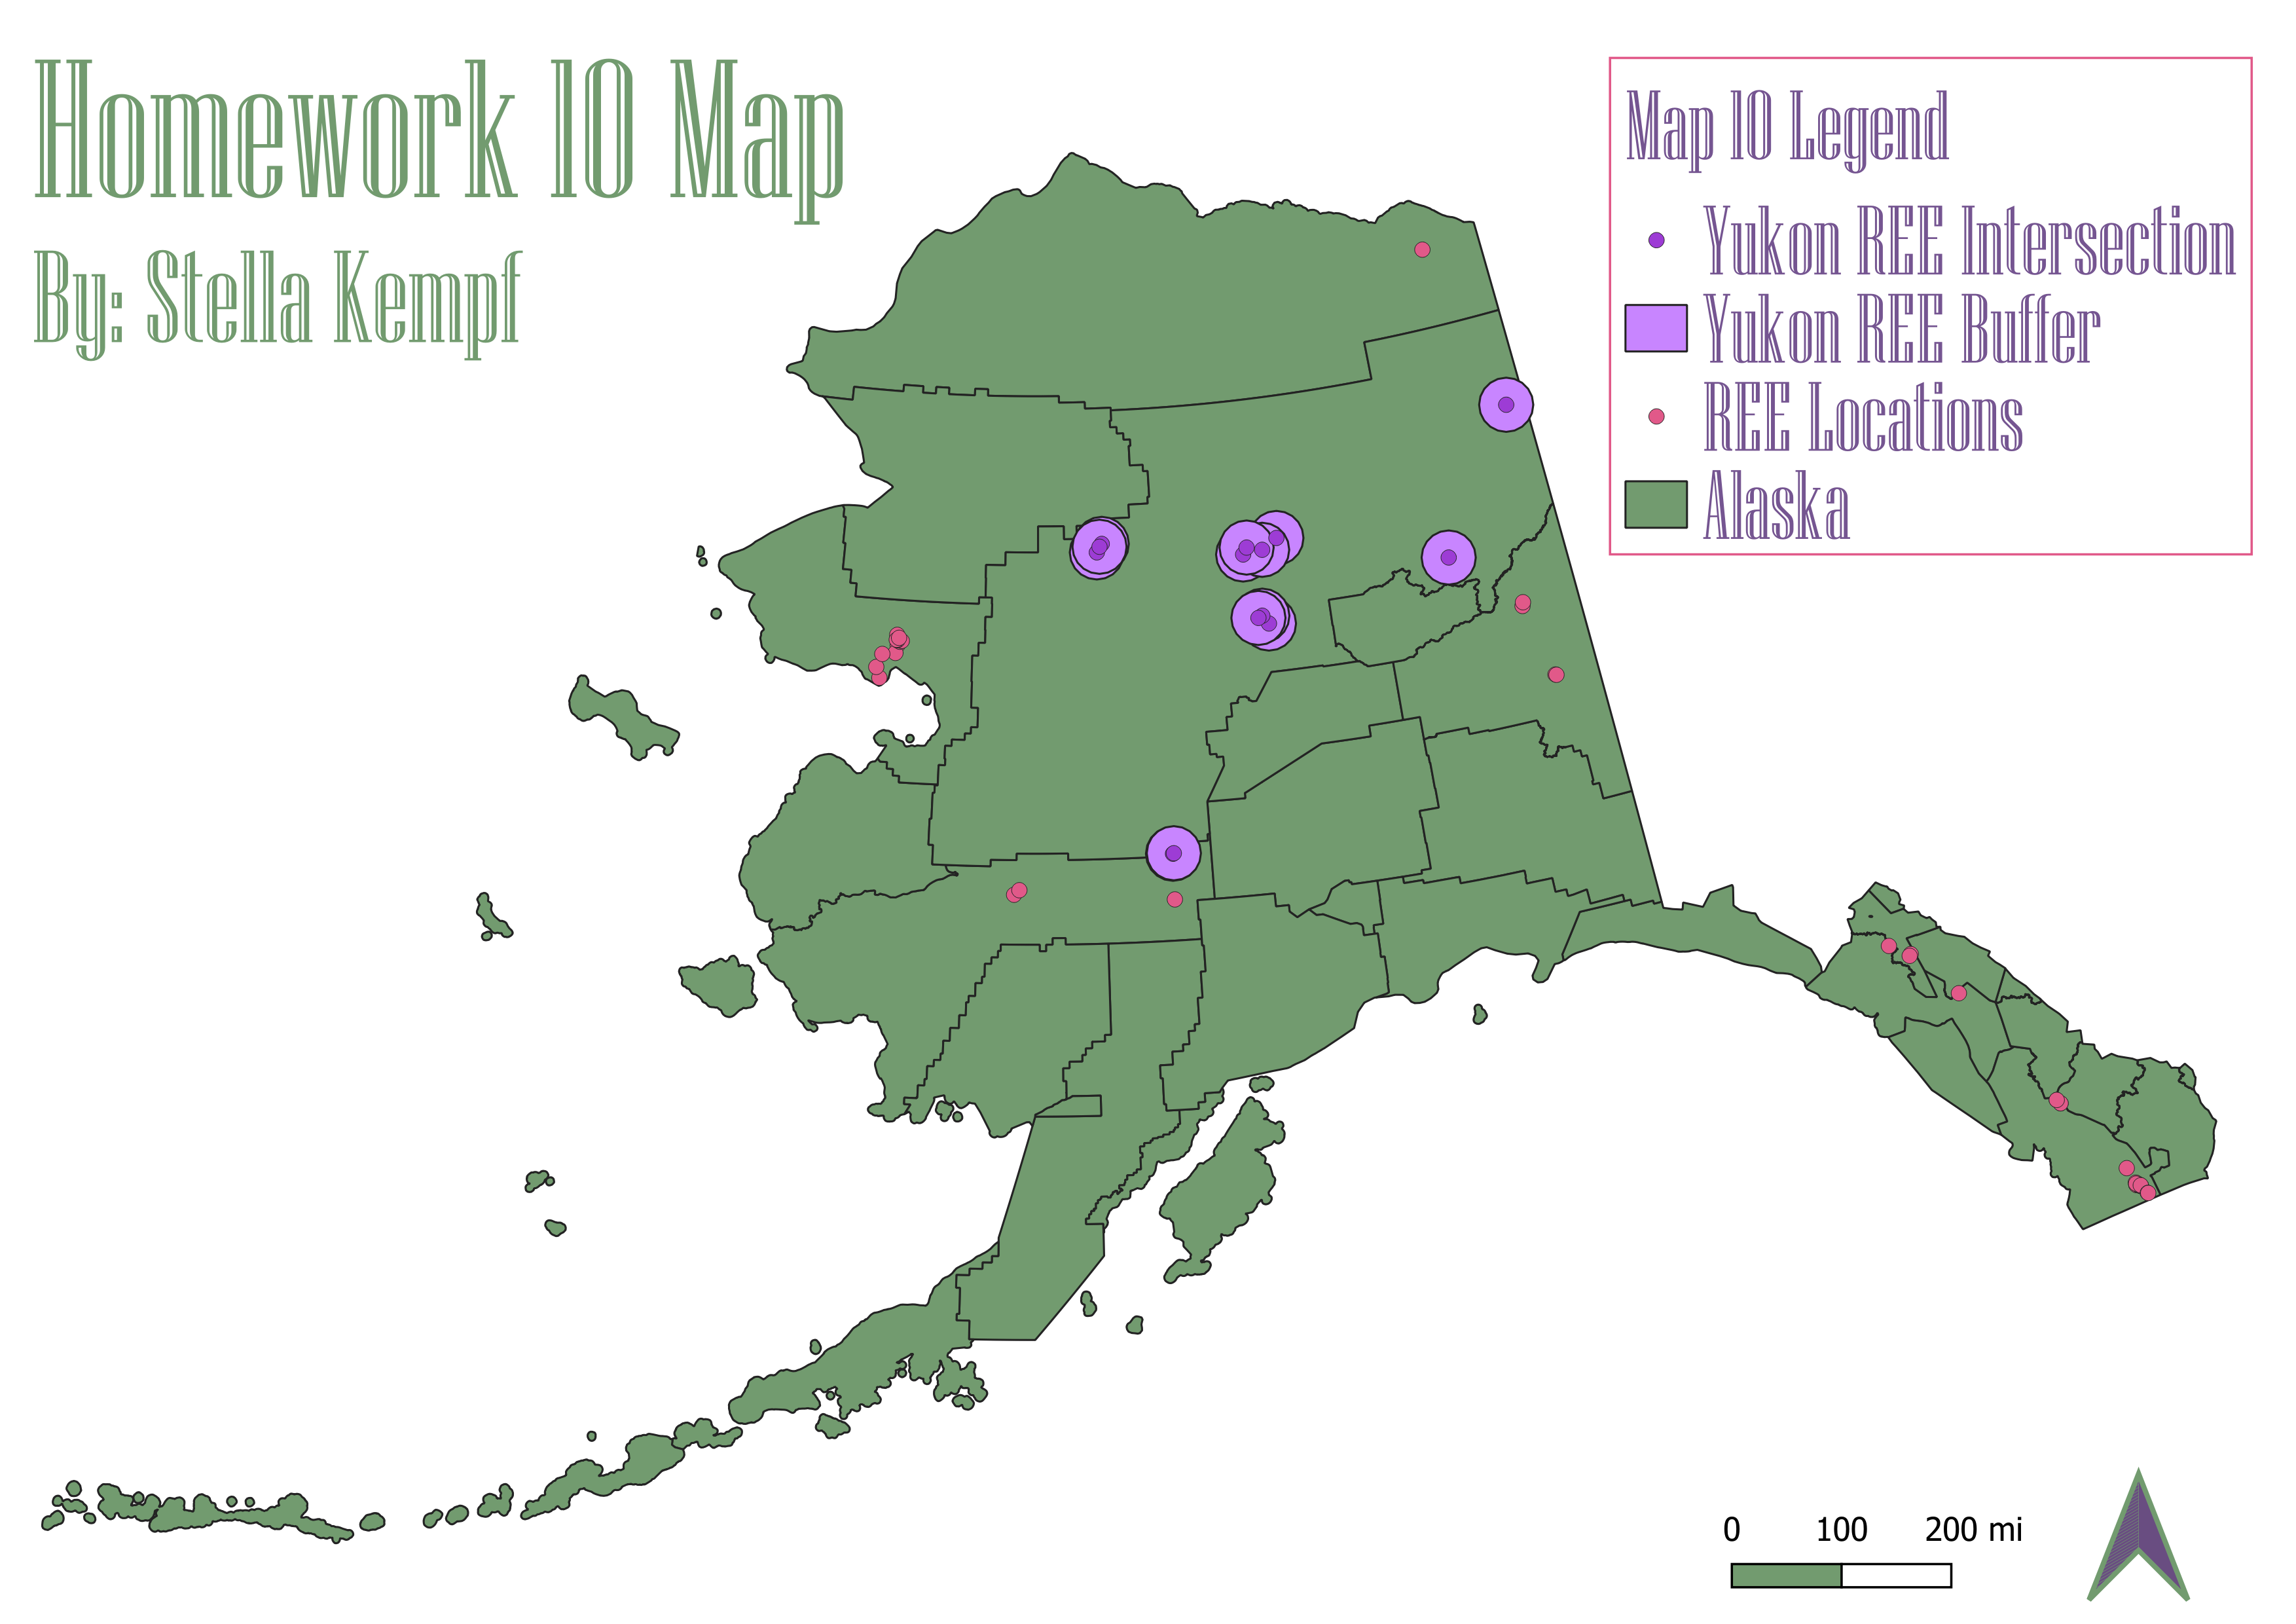 Homework 10 Map
By: Stella Kempf
Map 10 Legend
Yukon REE Intersection
Yukon REE Buffer
REE Locations
Alaska
0 100 200 mi